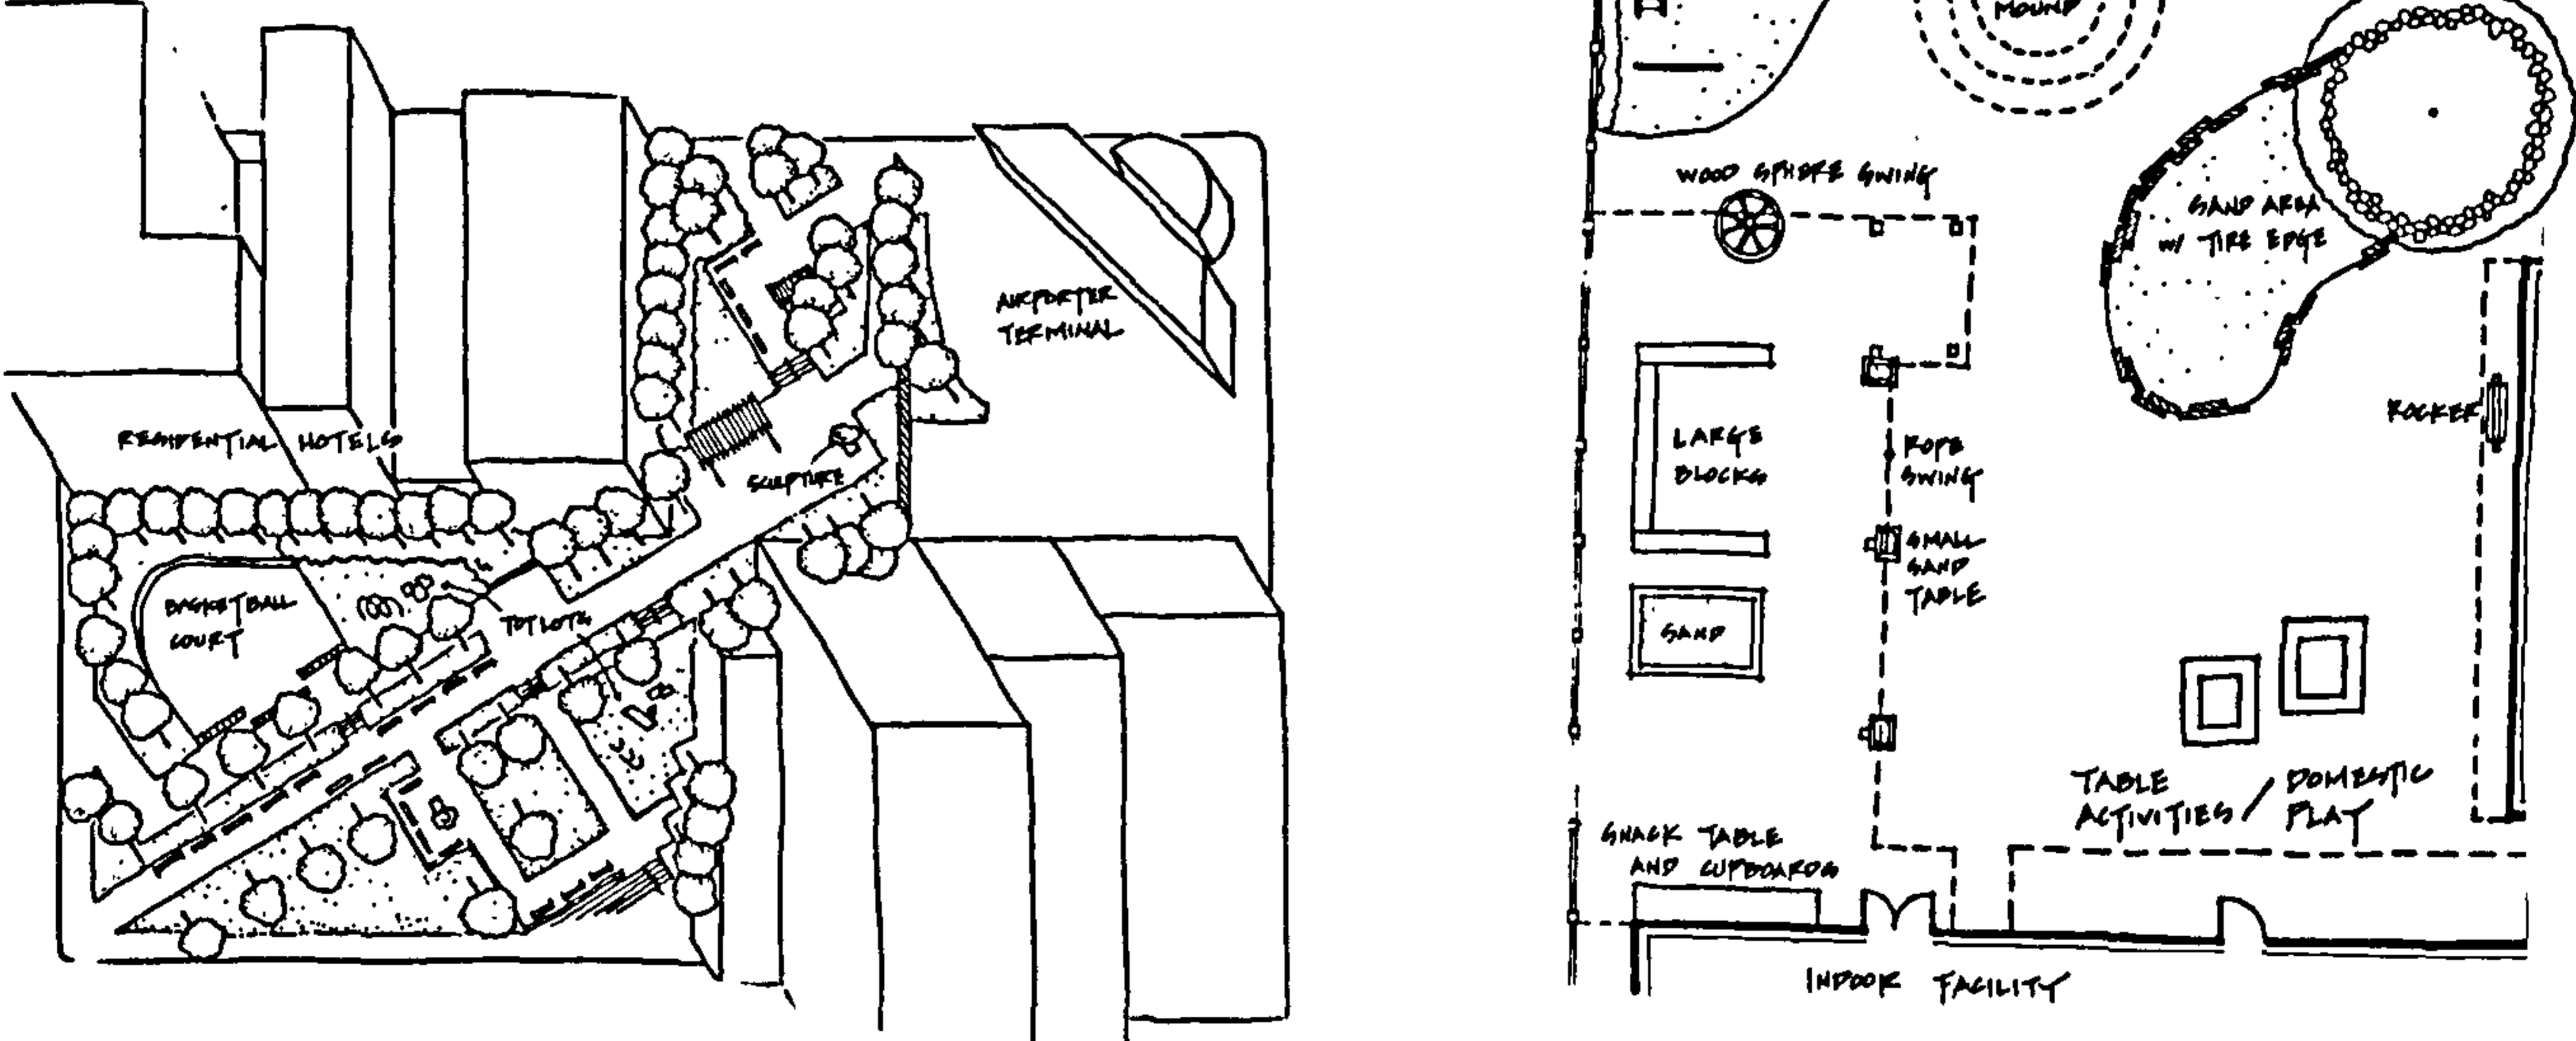 RESIDENTIAL HOTELS
AIRPORTER
TERMINAL
SCULPTURE
BASKETBALL
COURT
TOT LOTS
MOUND
WOOD SPHERE SWING
SAND AREA
W/ TIRE EDGE
ROCKER
LARGE
BLOCKS
ROPE
SWING
SMALL
SAND
TABLE
SAND
TABLE
ACTIVITIES / DOMESTIC
PLAY
SNACK TABLE
AND CUPBOARDS
INDOOR FACILITY